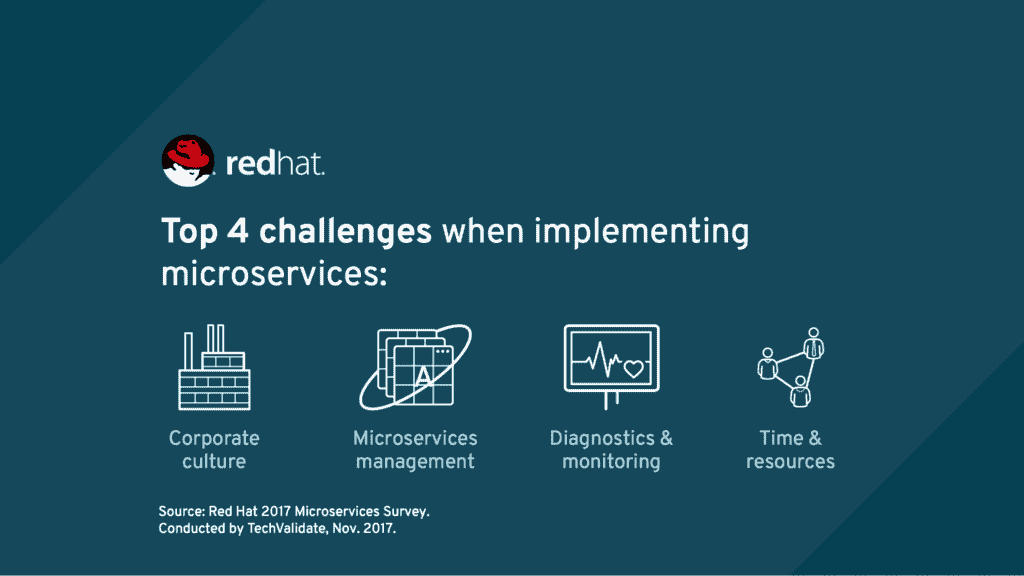 redhat.
Top 4 challenges when implementing
microservices:
A
Corporate
culture
Microservices
management
Diagnostics &
monitoring
Time &
resources
Source: Red Hat 2017 Microservices Survey.
Conducted by TechValidate, Nov. 2017.